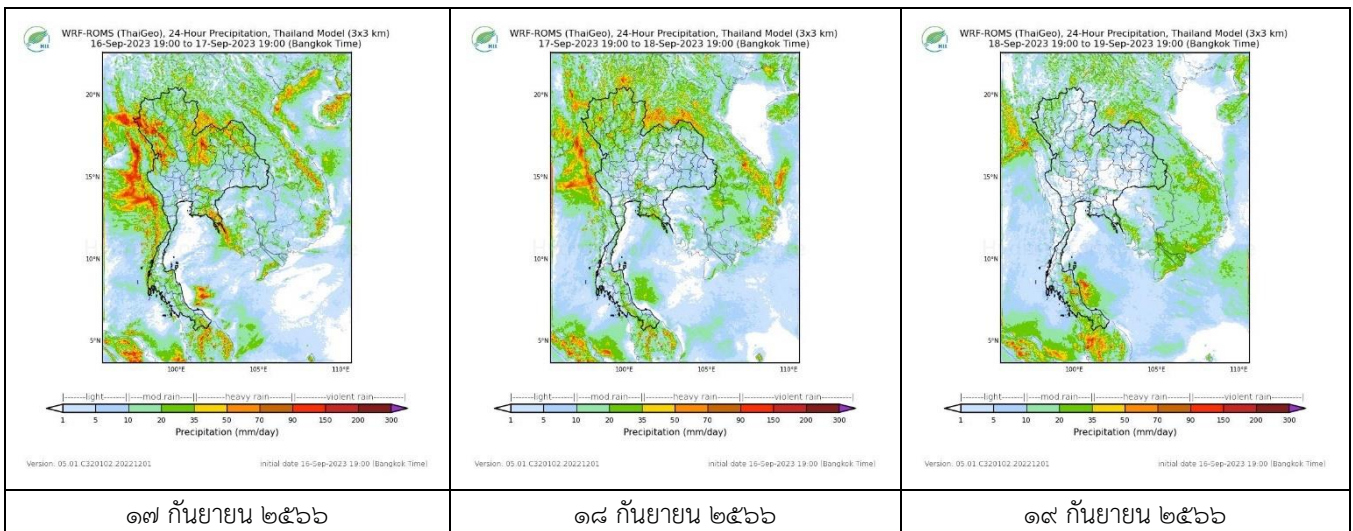 WRF-ROMS (ThaiGeo), 24-Hour Precipitation, Thailand Model (3x3 km)
16-Sep-2023 19:00 to 17-Sep-2023 19:00 (Bangkok Time)
HII
20°N
15°N
10°N
5°N
100°E 105°E 110°E
|-------light-------||---mod.rain---||---------heavy rain---------||---------violent rain---------|
1 5 10 20 35 50 70 90 150 200 300
Precipitation (mm/day)
Version: 05.01 C320102.20221201 initial date 16-Sep-2023 19:00 (Bangkok Time)
๑๗ กันยายน ๒๕๖๖
WRF-ROMS (ThaiGeo), 24-Hour Precipitation, Thailand Model (3x3 km)
17-Sep-2023 19:00 to 18-Sep-2023 19:00 (Bangkok Time)
HII
20°N
15°N
10°N
5°N
100°E 105°E 110°E
|-------light-------||---mod.rain---||---------heavy rain---------||---------violent rain---------|
1 5 10 20 35 50 70 90 150 200 300
Precipitation (mm/day)
Version: 05.01 C320102.20221201 initial date 16-Sep-2023 19:00 (Bangkok Time)
๑๘ กันยายน ๒๕๖๖
WRF-ROMS (ThaiGeo), 24-Hour Precipitation, Thailand Model (3x3 km)
18-Sep-2023 19:00 to 19-Sep-2023 19:00 (Bangkok Time)
HII
20°N
15°N
10°N
5°N
100°E 105°E 110°E
|-------light-------||---mod.rain---||---------heavy rain---------||---------violent rain---------|
1 5 10 20 35 50 70 90 150 200 300
Precipitation (mm/day)
Version: 05.01 C320102.20221201 initial date 16-Sep-2023 19:00 (Bangkok Time)
๑๙ กันยายน ๒๕๖๖